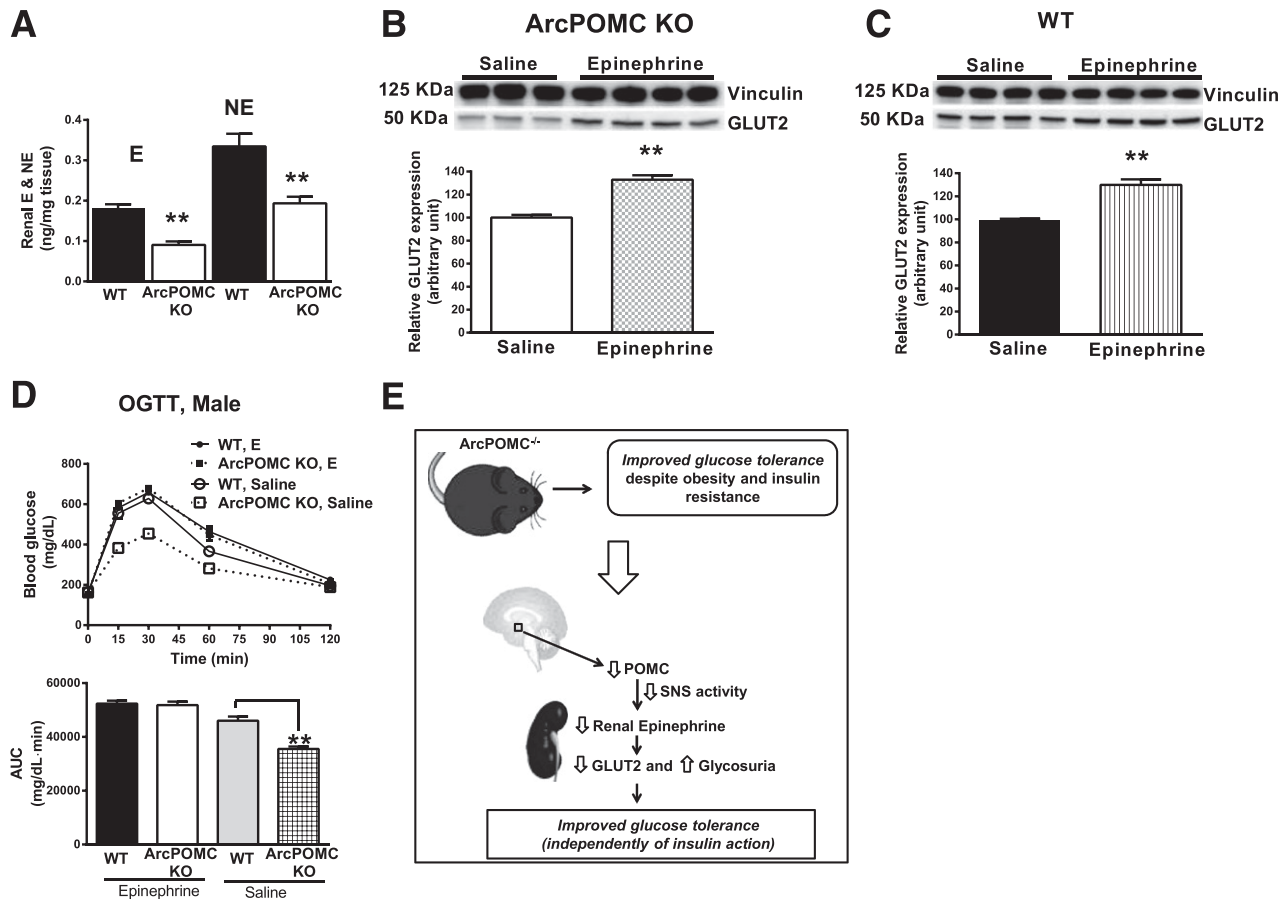 A
NE
E
**
**
Renal E & NE
(ng/mg tissue)
0.4
0.3
0.2
0.1
0.0
WT
ArcPOMC
KO
WT
ArcPOMC
KO
B
ArcPOMC KO
Saline
Epinephrine
125 KDa
Vinculin
50 KDa
GLUT2
**
Relative GLUT2 expression
(arbitrary unit)
140
120
100
80
60
40
20
0
Saline
Epinephrine
C
WT
Saline
Epinephrine
125 KDa
Vinculin
50 KDa
GLUT2
**
Relative GLUT2 expression
(arbitrary unit)
140
120
100
80
60
40
20
0
Saline
Epinephrine
D
OGTT, Male
WT, E
ArcPOMC KO, E
WT, Saline
ArcPOMC KO, Saline
Blood glucose
(mg/dL)
800
600
400
200
0
0 15 30 45 60 75 90 105 120
Time (min)
AUC
(mg/dL·min)
60000
40000
20000
0
**
WT
ArcPOMC
KO
WT
ArcPOMC
KO
Epinephrine
Saline
E
ArcPOMC-/-
Improved glucose tolerance
despite obesity and insulin
resistance
POMC
SNS activity
Renal Epinephrine
GLUT2 and Glycosuria
Improved glucose tolerance
(independently of insulin action)